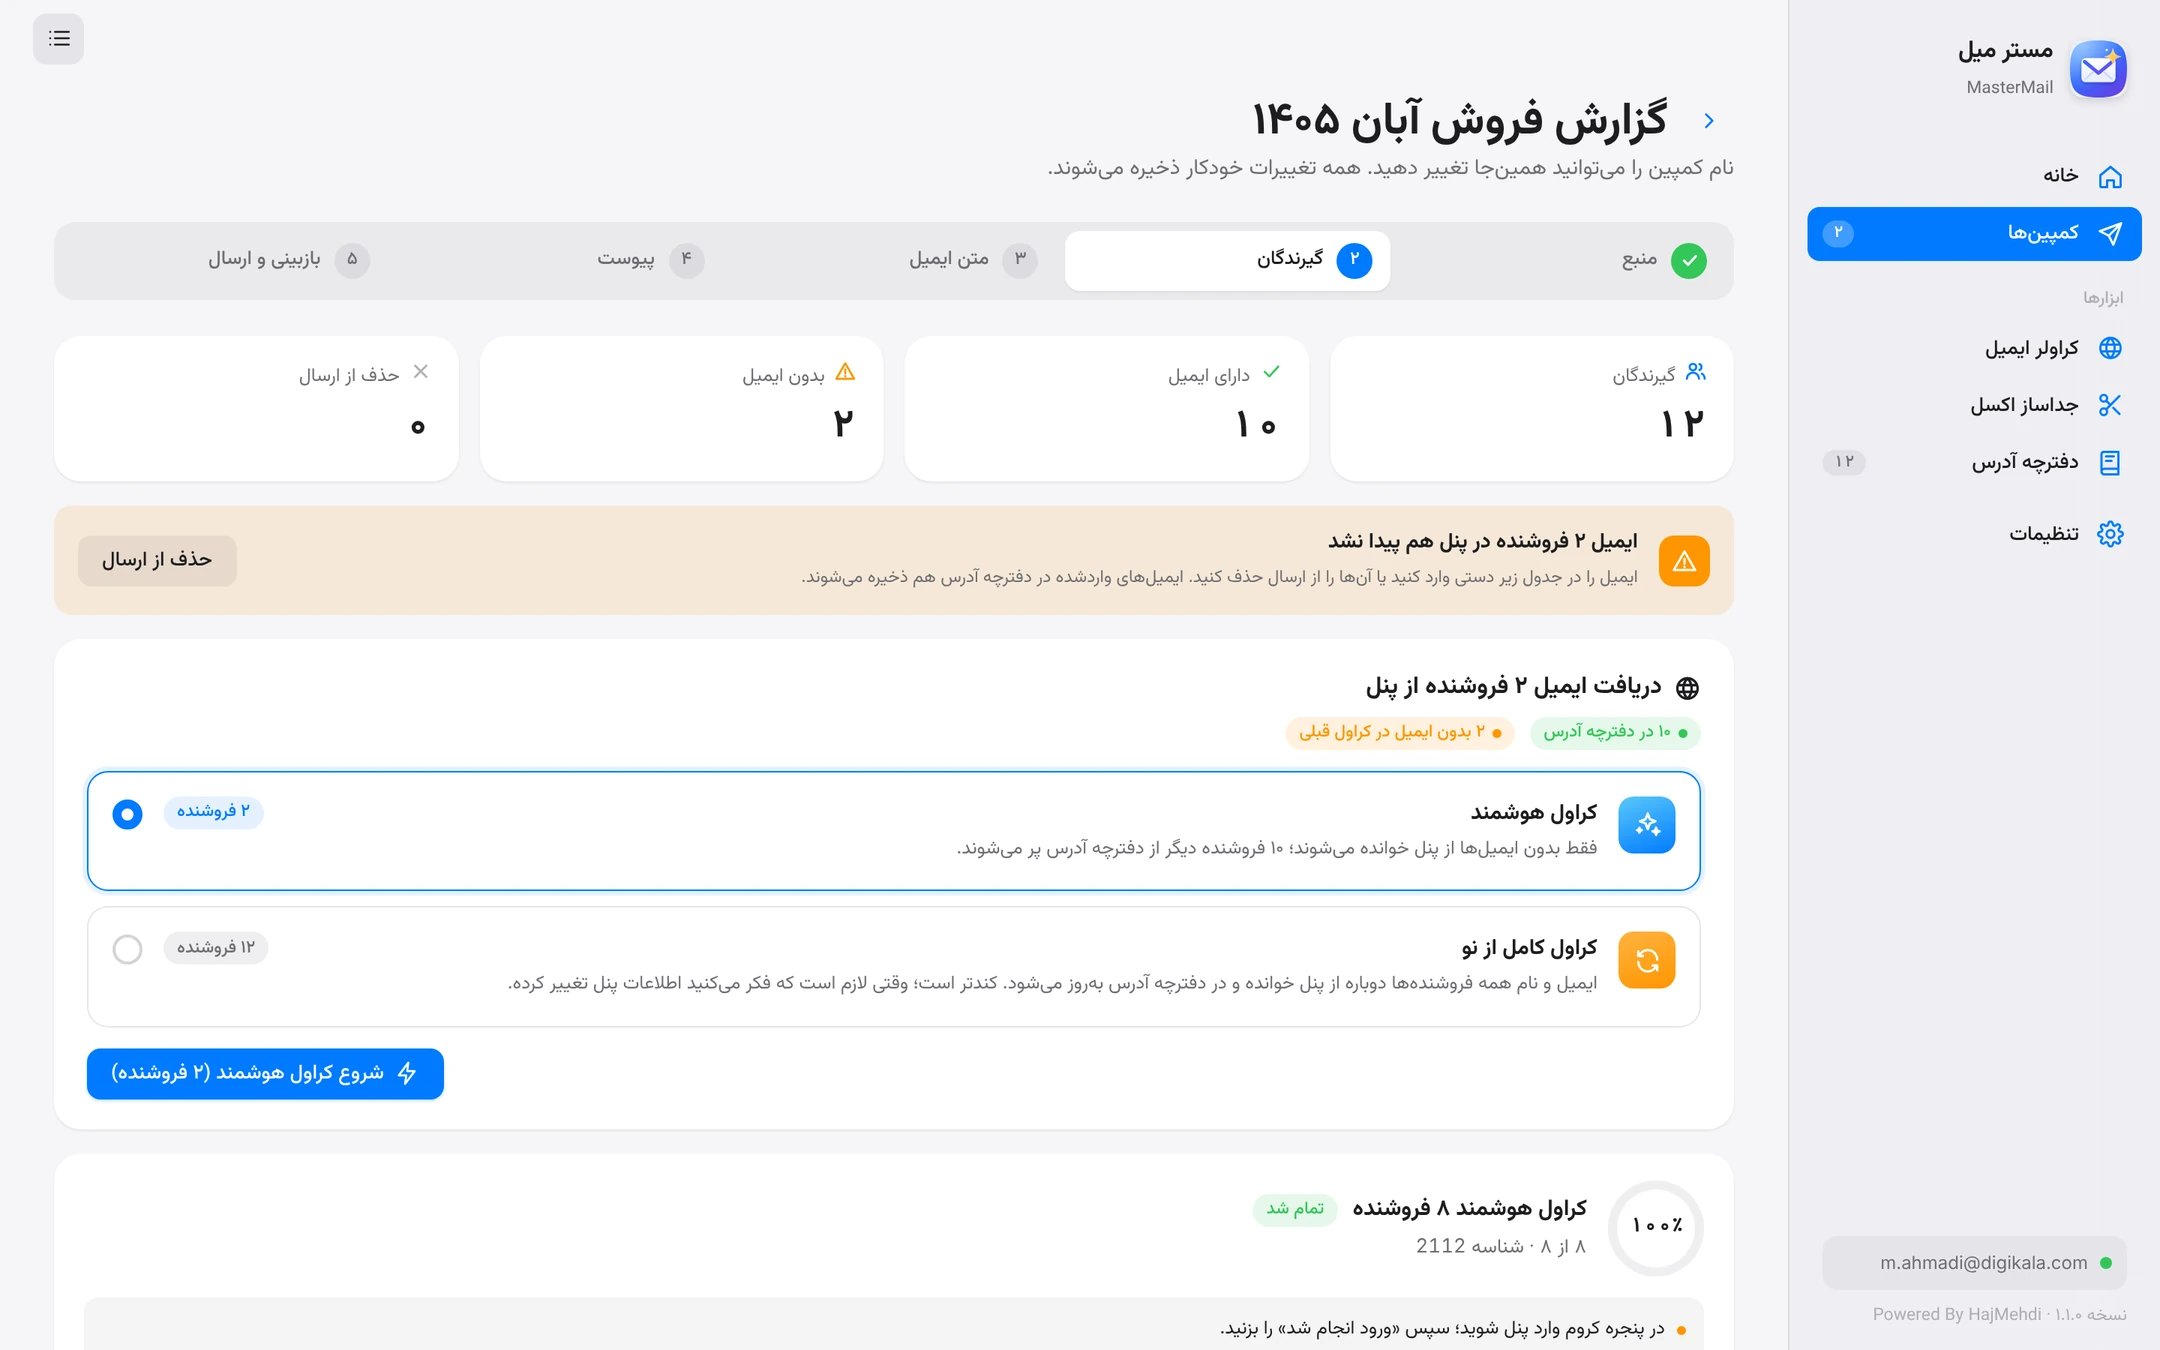 مستر میل
MasterMail
خانه
کمپین‌ها
۲
ابزارها
کراولر ایمیل
جداساز اکسل
دفترچه آدرس
۱۲
تنظیمات
m.ahmadi@digikala.com
نسخه ۱.۱.۰ · Powered By HajMehdi
گزارش فروش آبان ۱۴۰۵
نام کمپین را می‌توانید همین‌جا تغییر دهید. همه تغییرات خودکار ذخیره می‌شوند.
منبع
۲ گیرندگان
۳ متن ایمیل
۴ پیوست
۵ بازبینی و ارسال
گیرندگان
۱۲
دارای ایمیل
۱۰
بدون ایمیل
۲
حذف از ارسال
۰
ایمیل ۲ فروشنده در پنل هم پیدا نشد
ایمیل را در جدول زیر دستی وارد کنید یا آن‌ها را از ارسال حذف کنید. ایمیل‌های واردشده در دفترچه آدرس هم ذخیره می‌شوند.
حذف از ارسال
دریافت ایمیل ۲ فروشنده از پنل
۱۰ در دفترچه آدرس
۲ بدون ایمیل در کراول قبلی
کراول هوشمند
۲ فروشنده
فقط بدون ایمیل‌ها از پنل خوانده می‌شوند؛ ۱۰ فروشنده دیگر از دفترچه آدرس پر می‌شوند.
کراول کامل از نو
۱۲ فروشنده
ایمیل و نام همه فروشنده‌ها دوباره از پنل خوانده و در دفترچه آدرس به‌روز می‌شود. کندتر است؛ وقتی لازم است که فکر می‌کنید اطلاعات پنل تغییر کرده.
شروع کراول هوشمند (۲ فروشنده)
۱۰۰٪
کراول هوشمند ۸ فروشنده
تمام شد
۸ از ۸ · شناسه 2112
در پنجره کروم وارد پنل شوید؛ سپس «ورود انجام شد» را بزنید.